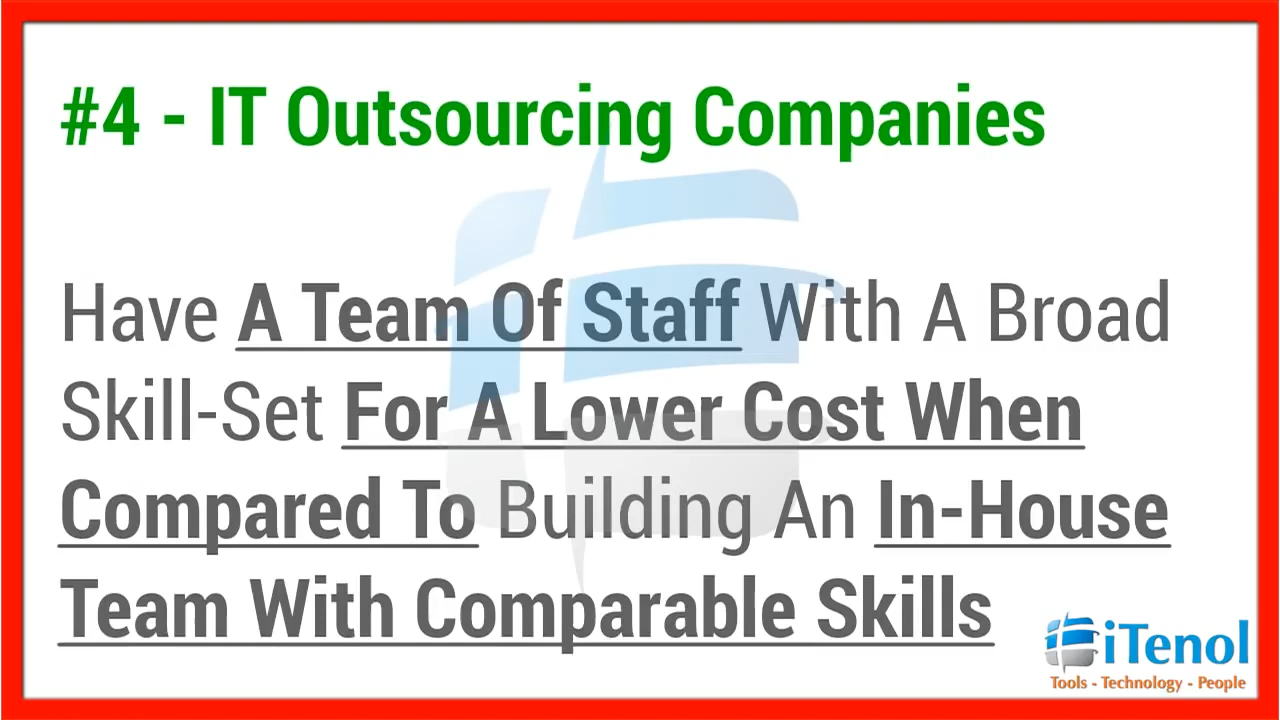 #4 - IT Outsourcing Companies
Have A Team Of Staff With A Broad
Skill-Set For A Lower Cost When
Compared To Building An In-House
Team With Comparable Skills
iTenol
Tools - Technology - People